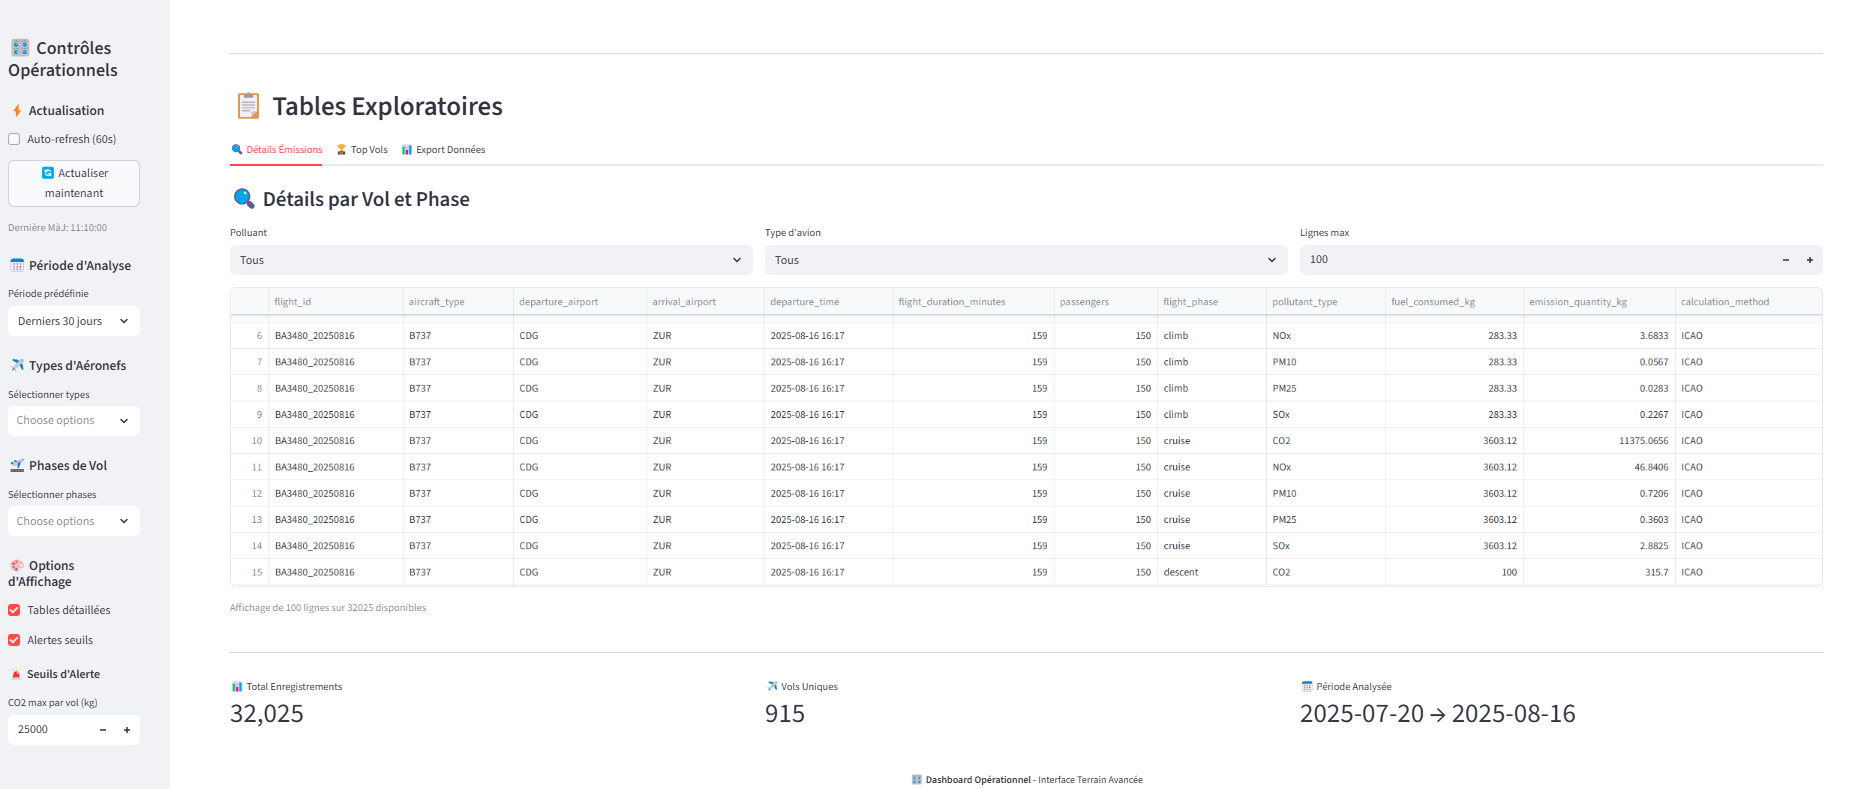 Contrôles
Opérationnels
Actualisation
Auto-refresh (60s)
Actualiser
maintenant
Dernière MàJ: 11:10:00
Période d'Analyse
Période prédéfinie
Derniers 30 jours
Types d'Aéronefs
Sélectionner types
Choose options
Phases de Vol
Sélectionner phases
Choose options
Options
d'Affichage
Tables détaillées
Alertes seuils
Seuils d'Alerte
CO2 max par vol (kg)
25000
Tables Exploratoires
Détails Émissions Top Vols Export Données
Détails par Vol et Phase
Polluant Type d'avion Lignes max
Tous Tous 100
flight_id aircraft_type departure_airport arrival_airport departure_time flight_duration_minutes passengers flight_phase pollutant_type fuel_consumed_kg emission_quantity_kg calculation_method
6 BA3480_20250816 B737 CDG ZUR 2025-08-16 16:17 159 150 climb NOx 283.33 3.6833 ICAO
7 BA3480_20250816 B737 CDG ZUR 2025-08-16 16:17 159 150 climb PM10 283.33 0.0567 ICAO
8 BA3480_20250816 B737 CDG ZUR 2025-08-16 16:17 159 150 climb PM25 283.33 0.0283 ICAO
9 BA3480_20250816 B737 CDG ZUR 2025-08-16 16:17 159 150 climb SOx 283.33 0.2267 ICAO
10 BA3480_20250816 B737 CDG ZUR 2025-08-16 16:17 159 150 cruise CO2 3603.12 11375.0656 ICAO
11 BA3480_20250816 B737 CDG ZUR 2025-08-16 16:17 159 150 cruise NOx 3603.12 46.8406 ICAO
12 BA3480_20250816 B737 CDG ZUR 2025-08-16 16:17 159 150 cruise PM10 3603.12 0.7206 ICAO
13 BA3480_20250816 B737 CDG ZUR 2025-08-16 16:17 159 150 cruise PM25 3603.12 0.3603 ICAO
14 BA3480_20250816 B737 CDG ZUR 2025-08-16 16:17 159 150 cruise SOx 3603.12 2.8825 ICAO
15 BA3480_20250816 B737 CDG ZUR 2025-08-16 16:17 159 150 descent CO2 100 315.7 ICAO
Affichage de 100 lignes sur 32025 disponibles
Total Enregistrements Vols Uniques Période Analysée
32,025 915 2025-07-20 → 2025-08-16
Dashboard Opérationnel - Interface Terrain Avancée